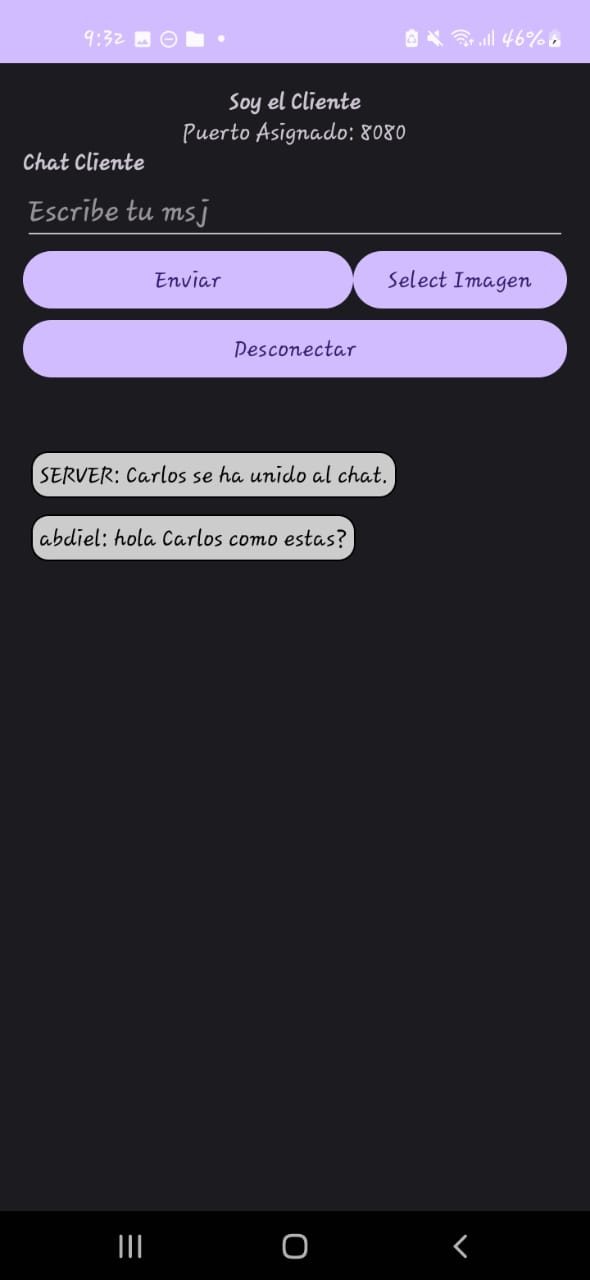 9:32 46%
Soy el Cliente
Puerto Asignado: 8080
Chat Cliente
Escribe tu msj
Enviar Select Imagen
Desconectar
SERVER: Carlos se ha unido al chat.
abdiel: hola Carlos como estas?